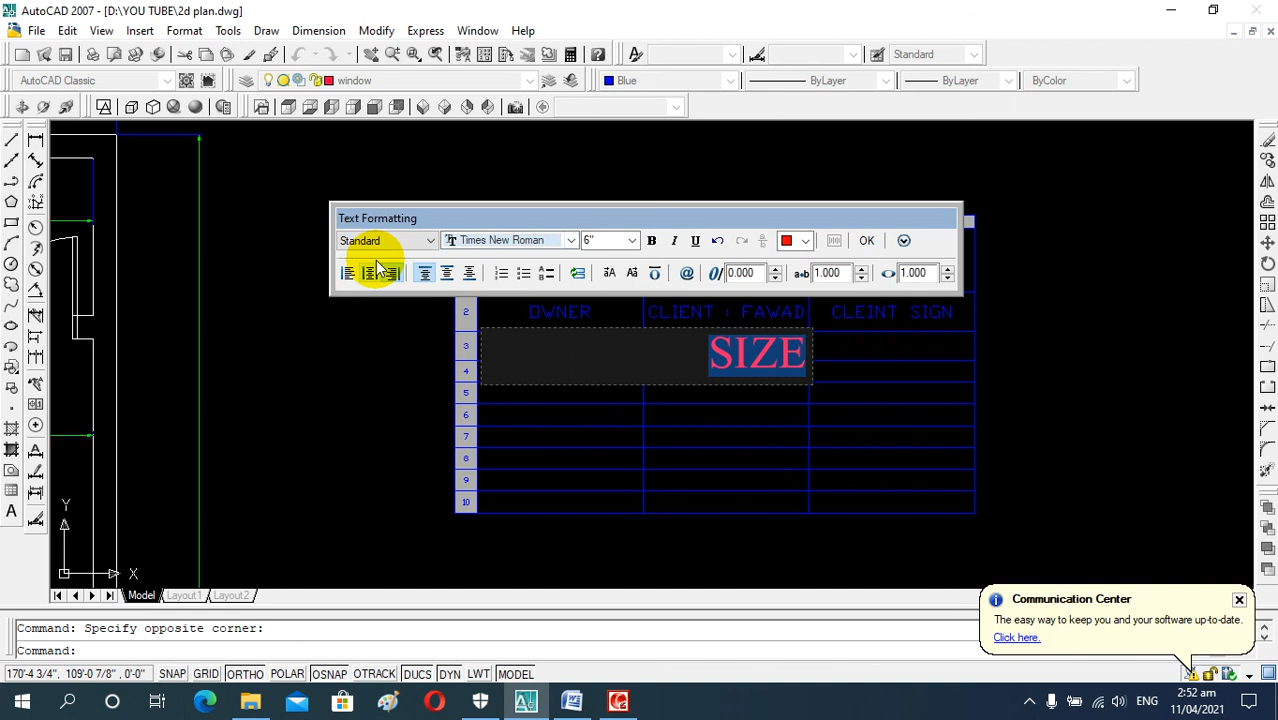 AutoCAD 2007 - [D:\YOU TUBE\2d plan.dwg]
File Edit View Insert Format Tools Draw Dimension Modify Express Window Help
Standard
AutoCAD Classic window Blue ByLayer ByLayer ByColor
Text Formatting
Standard Times New Roman 6" B I U OK
@ 0/ 0.000 a+b 1.000 1.000
2 OWNER CLIENT : FAWAD CLEINT SIGN
3 SIZE
4
5
6
7
8
9
10
Y
X
A
Model Layout1 Layout2
Communication Center
The easy way to keep you and your software up-to-date.
Click here.
Command: Specify opposite corner:
Command:
170'-4 3/4", 109'-0 7/8" , 0'-0" SNAP GRID ORTHO POLAR OSNAP OTRACK DUCS DYN LWT MODEL
ENG
2:52 am
11/04/2021